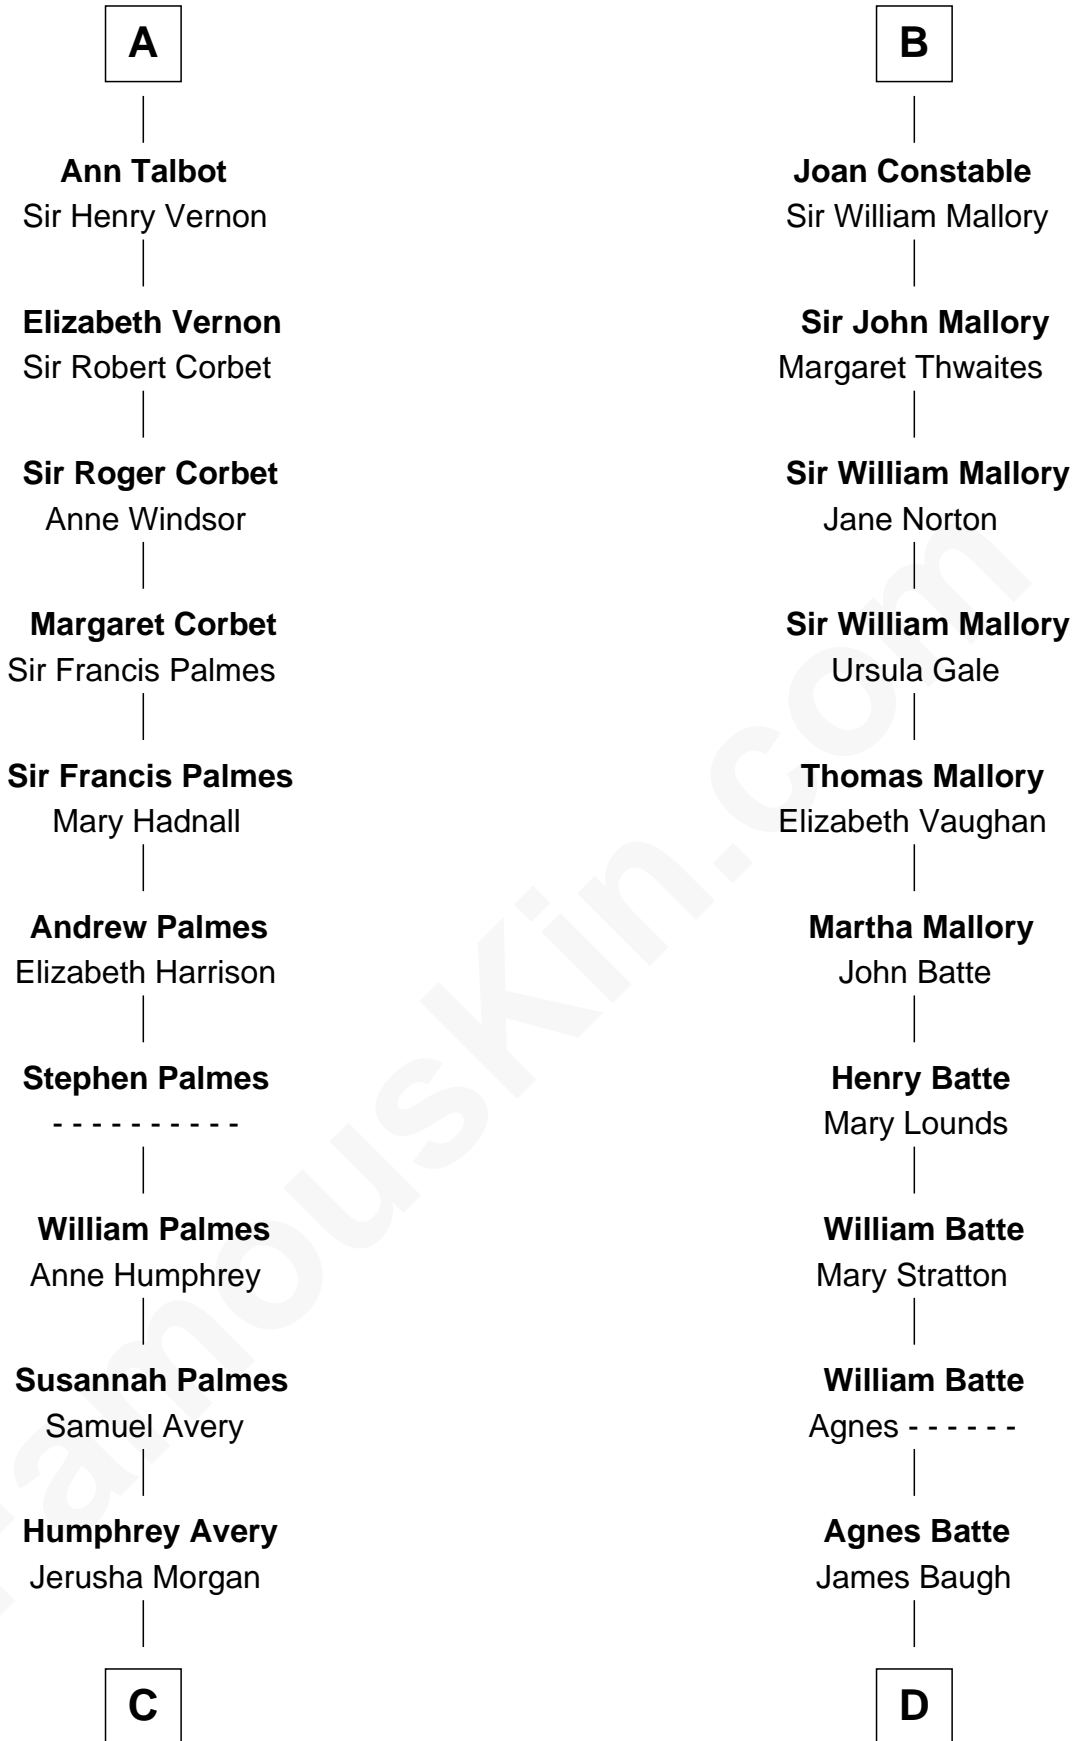 A
Ann Talbot
Sir Henry Vernon
Elizabeth Vernon
Sir Robert Corbet
Sir Roger Corbet
Anne Windsor
Margaret Corbet
Sir Francis Palmes
Sir Francis Palmes
Mary Hadnall
Andrew Palmes
Elizabeth Harrison
Stephen Palmes
- - - - - - - - - -
William Palmes
Anne Humphrey
Susannah Palmes
Samuel Avery
Humphrey Avery
Jerusha Morgan
C
B
Joan Constable
Sir William Mallory
Sir John Mallory
Margaret Thwaites
Sir William Mallory
Jane Norton
Sir William Mallory
Ursula Gale
Thomas Mallory
Elizabeth Vaughan
Martha Mallory
John Batte
Henry Batte
Mary Lounds
William Batte
Mary Stratton
William Batte
Agnes - - - - - -
Agnes Batte
James Baugh
D
FamousKin.com